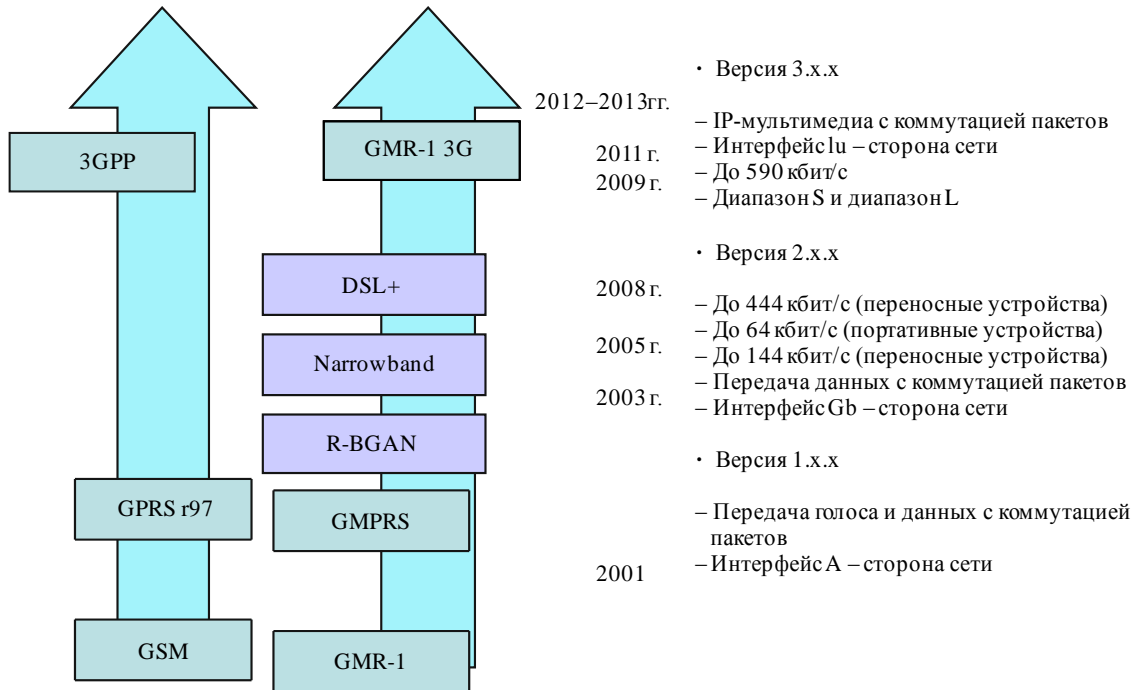 3GPP
GPRS r97
GSM
GMR-1 3G
DSL+
Narrowband
R-BGAN
GMPRS
GMR-1
2012–2013гг.
2011 г.
2009 г.
2008 г.
2005 г.
2003 г.
2001
· Версия 3.x.x
– IP-мультимедиа с коммутацией пакетов
– Интерфейс lu – сторона сети
– До 590 кбит/с
– Диапазон S и диапазон L
· Версия 2.x.x
– До 444 кбит/с (переносные устройства)
– До 64 кбит/с (портативные устройства)
– До 144 кбит/с (переносные устройства)
– Передача данных с коммутацией пакетов
– Интерфейс Gb – сторона сети
· Версия 1.x.x
– Передача голоса и данных с коммутацией
пакетов
– Интерфейс A – сторона сети